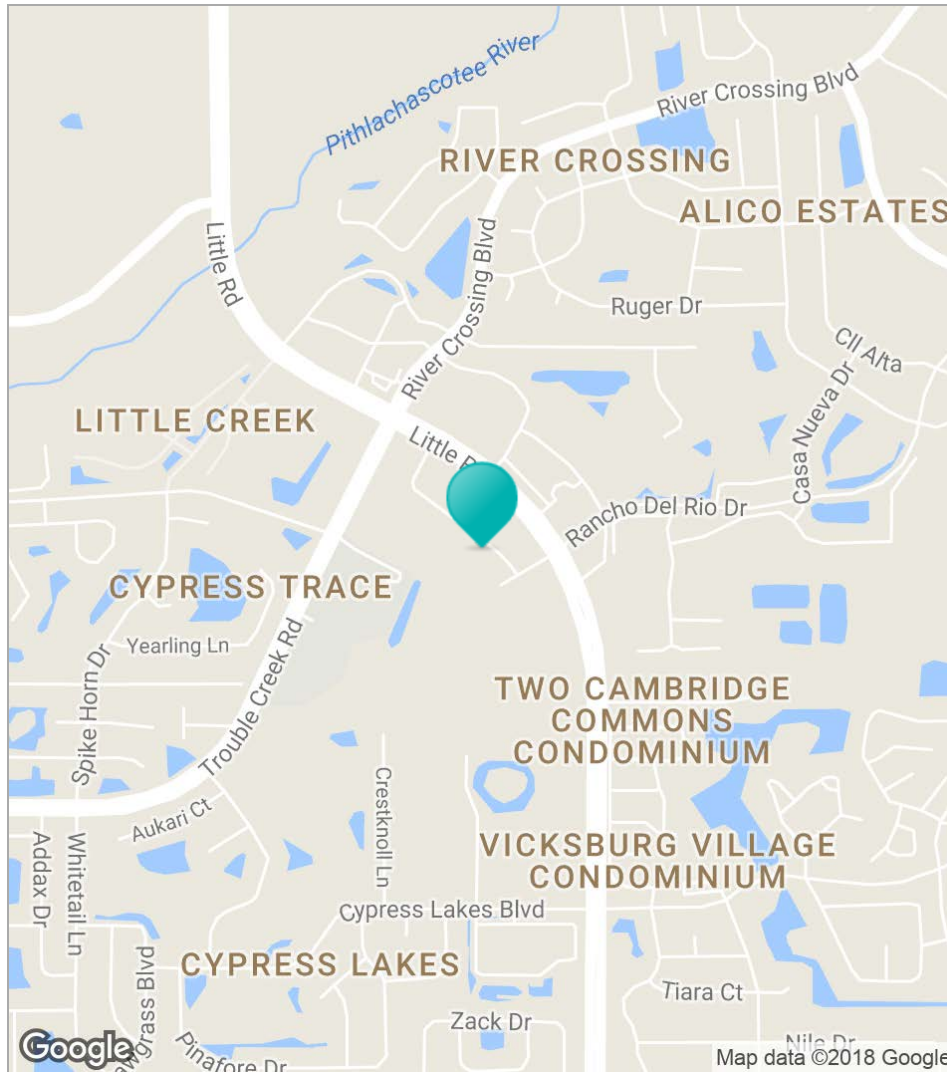 Pithlachascotee River
River Crossing Blvd
RIVER CROSSING
ALICO ESTATES
Little Rd
River Crossing Blvd
Ruger Dr
Cll Alta
Casa Nueva Dr
LITTLE CREEK
Little
Rancho Del Rio Dr
CYPRESS TRACE
Yearling Ln
Spike Horn Dr
Trouble Creek Rd
TWO CAMBRIDGE
COMMONS
CONDOMINIUM
Aukari Ct
Crestknoll Ln
Addax Dr
Whitetail Ln
VICKSBURG VILLAGE
CONDOMINIUM
Cypress Lakes Blvd
CYPRESS LAKES
Tiara Ct
Zack Dr
Nile Dr
awgrass Blvd
Pinafore Dr
Google
Map data ©2018 Google